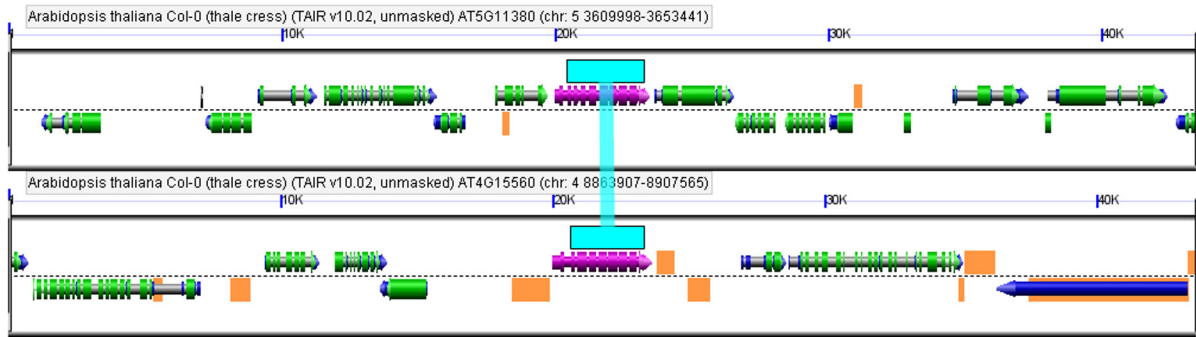 Arabidopsis thaliana Col-0 (thale cress) (TAIR v10.02, unmasked) AT5G11380 (chr: 5 3609998-3653441)
10K 20K 30K 40K
Arabidopsis thaliana Col-0 (thale cress) (TAIR v10.02, unmasked) AT4G15560 (chr: 4 8863907-8907565)
10K 20K 30K 40K